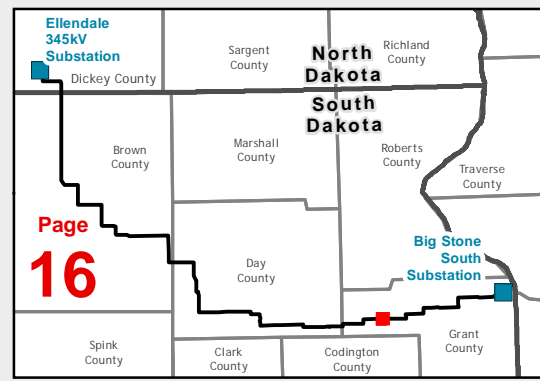 Ellendale
345kV
Substation
Dickey County
Sargent
County
North
Dakota
Richland
County
South
Dakota
Brown
County
Marshall
County
Roberts
County
Traverse
County
Page
16
Day
County
Big Stone
South
Substation
Spink
County
Clark
County
Codington
County
Grant
County